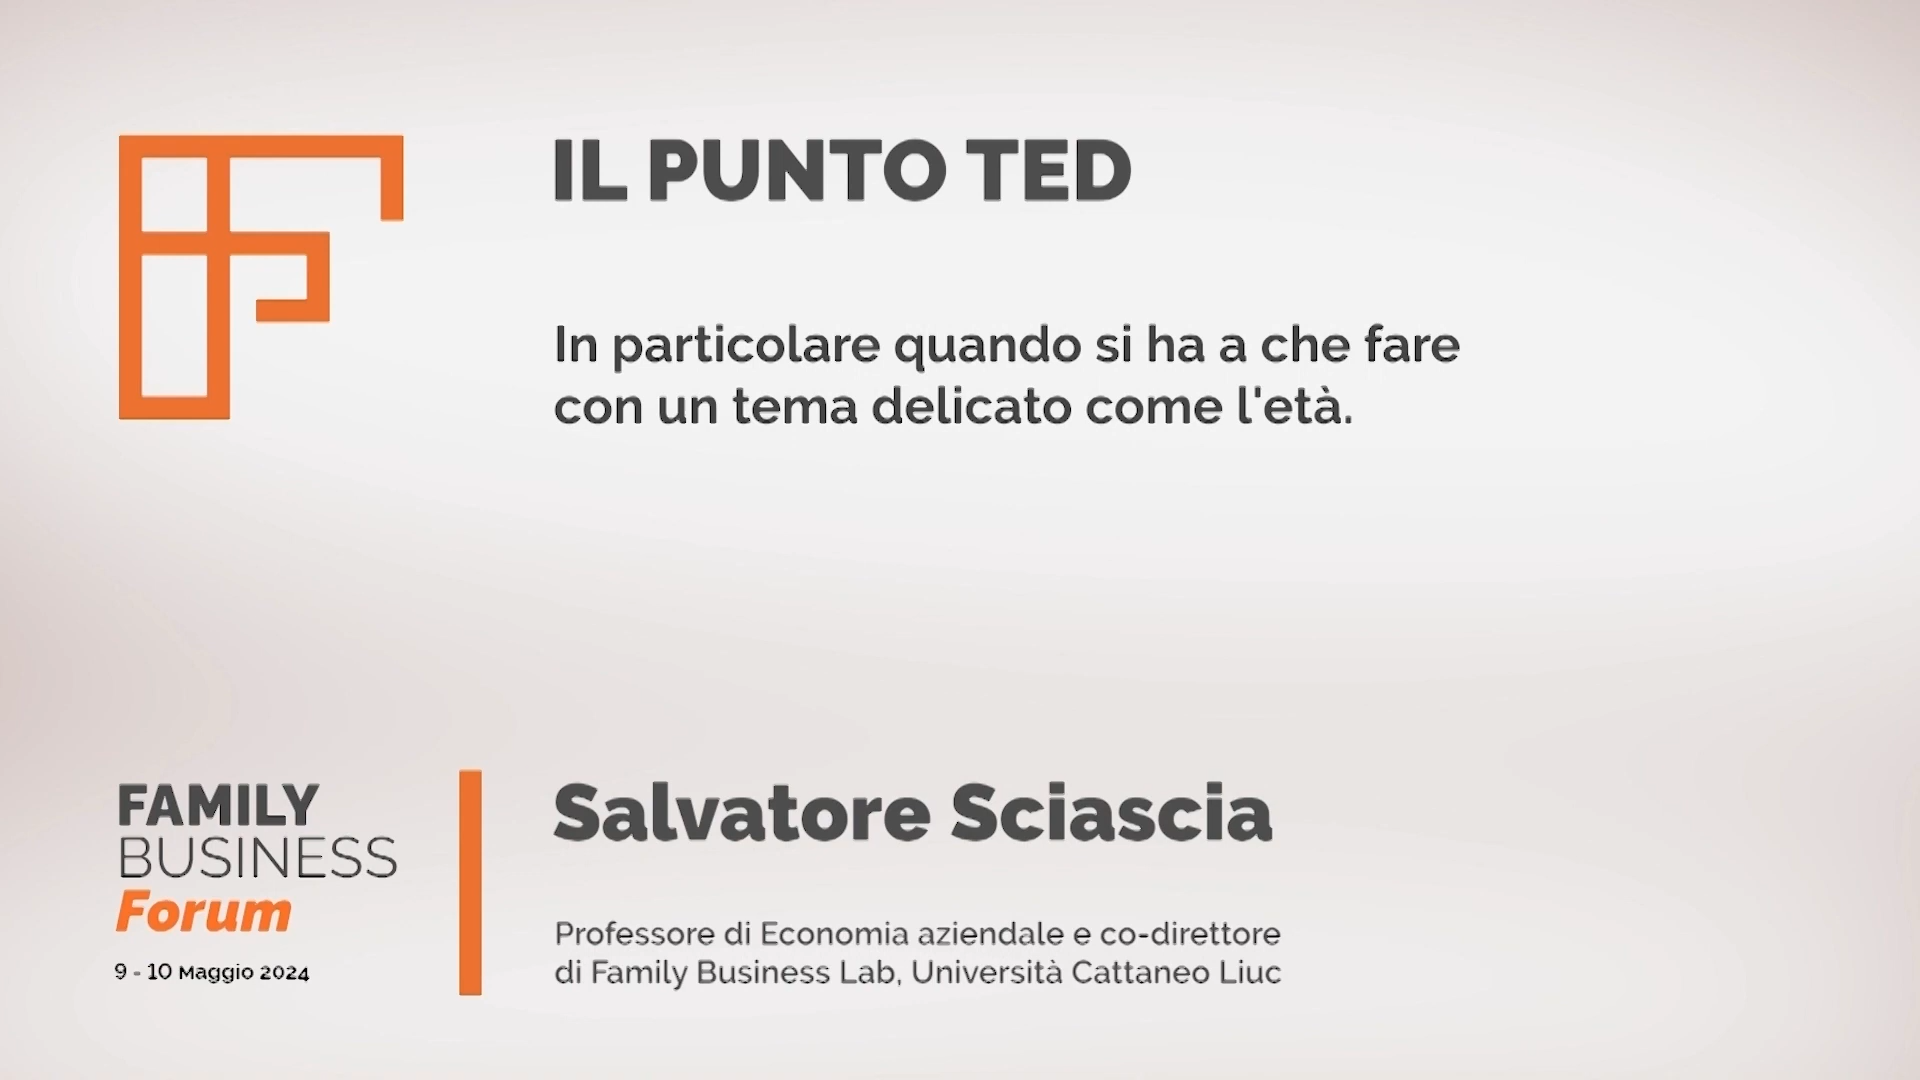 IL PUNTO TED
In particolare quando si ha a che fare
con un tema delicato come l'età.
FAMILY
BUSINESS
Forum
9 - 10 Maggio 2024
Salvatore Sciascia
Professore di Economia aziendale e co-direttore
di Family Business Lab, Università Cattaneo Liuc